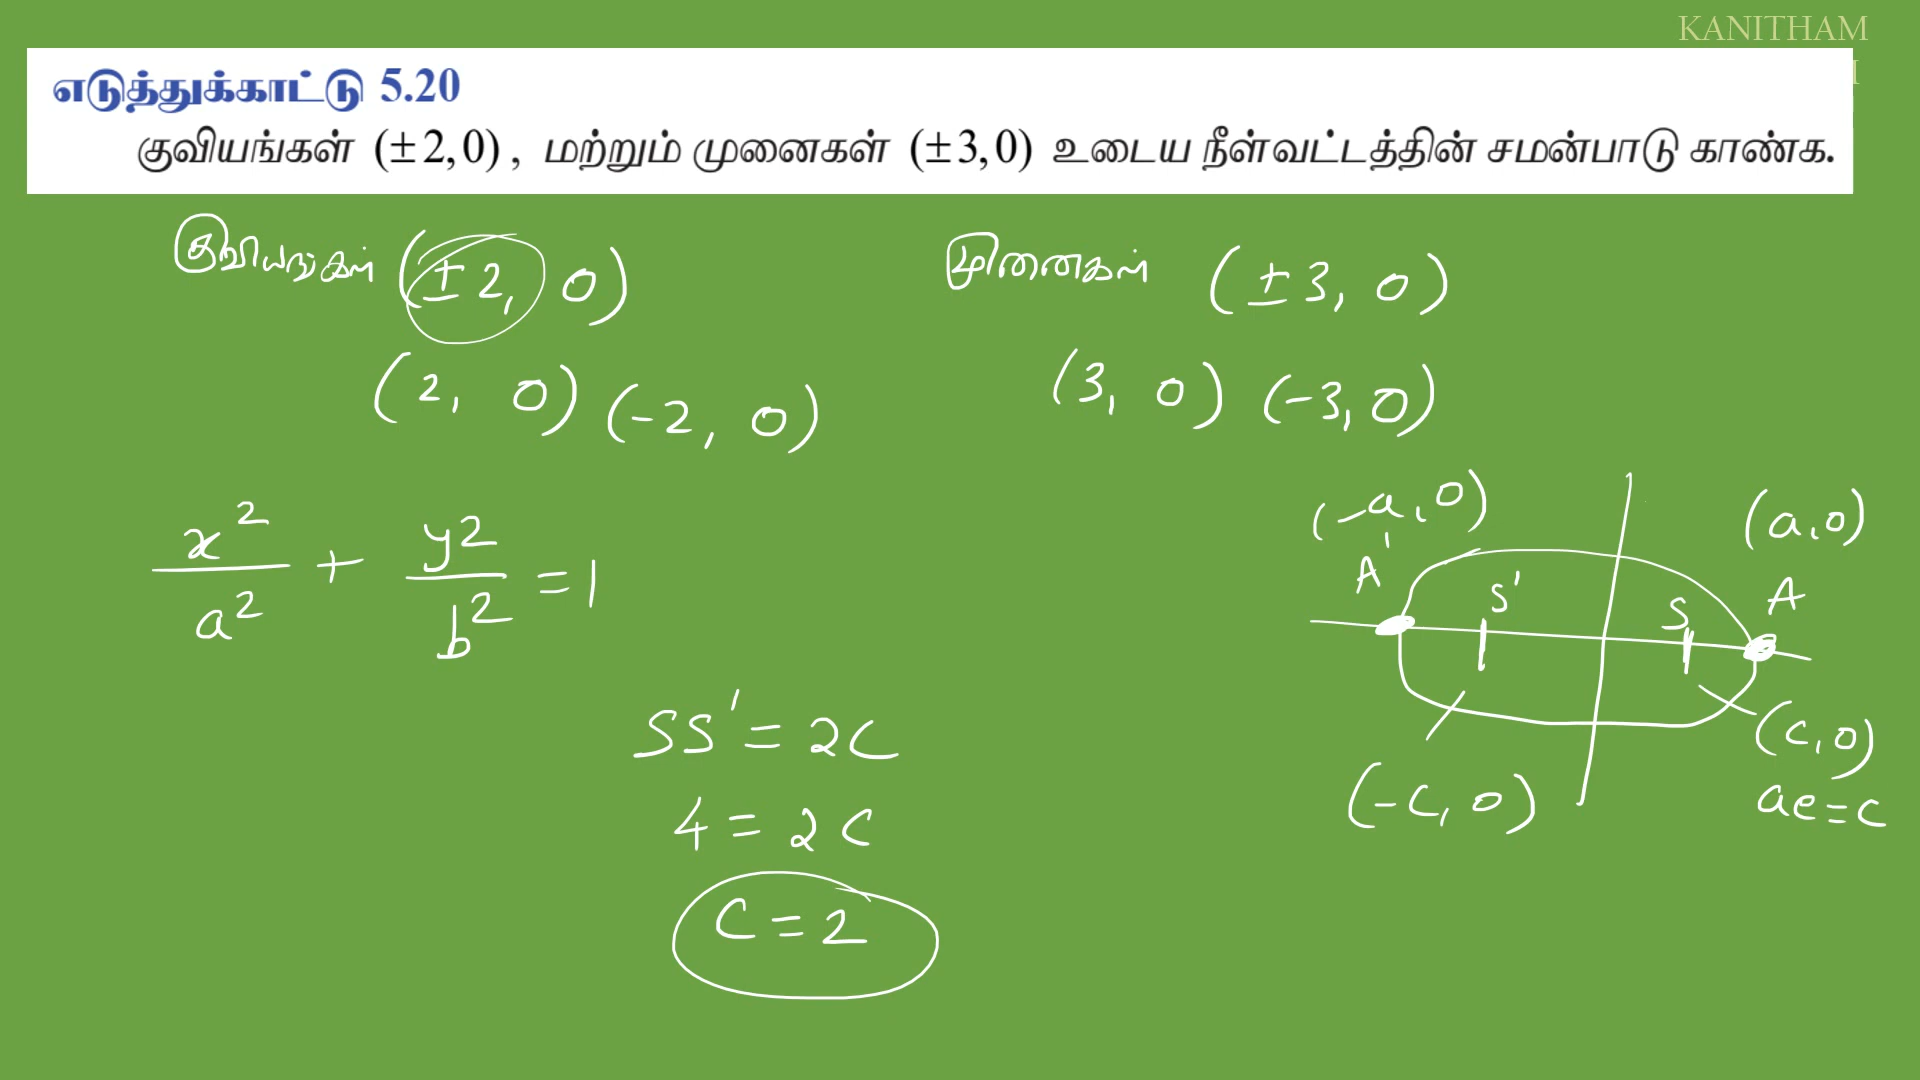 KANITHAM
எடுத்துக்காட்டு 5.20
குவியங்கள் (±2,0) , மற்றும் முனைகள் (±3,0) உடைய நீள்வட்டத்தின் சமன்பாடு காண்க.
குவியங்கள் (±2, 0)
முனைகள் (±3, 0)
(2, 0) (-2, 0)
(3, 0) (-3, 0)
(-a, 0)
(a, 0)
x²/a² + y²/b² = 1
A' S' S A
SS' = 2C
(c, 0)
(-c, 0)
ae = c
4 = 2C
C = 2